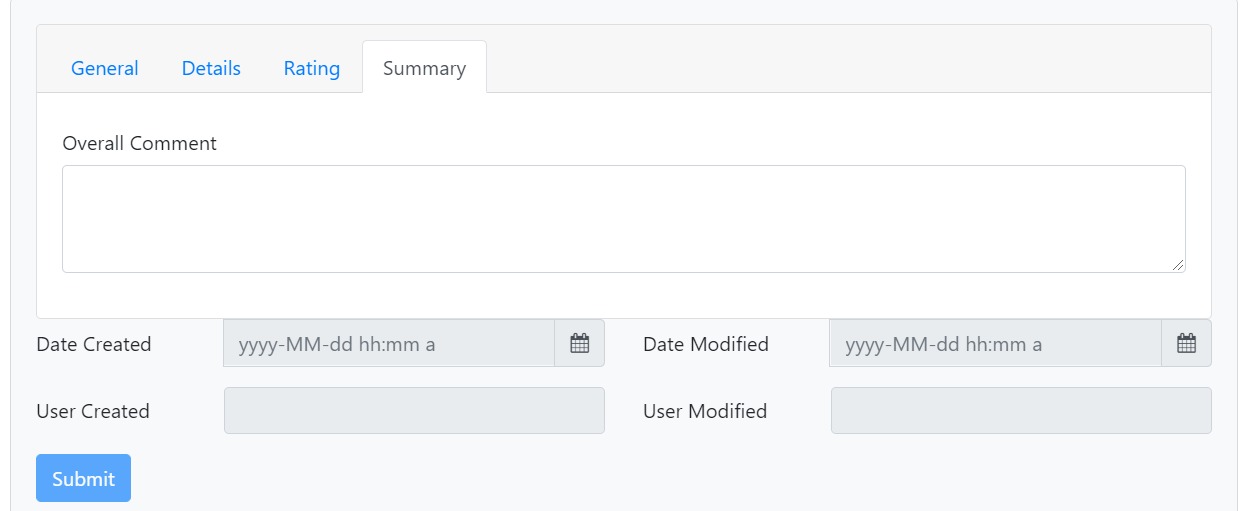 General Details Rating Summary
Overall Comment
Date Created yyyy-MM-dd hh:mm a Date Modified yyyy-MM-dd hh:mm a
User Created User Modified
Submit